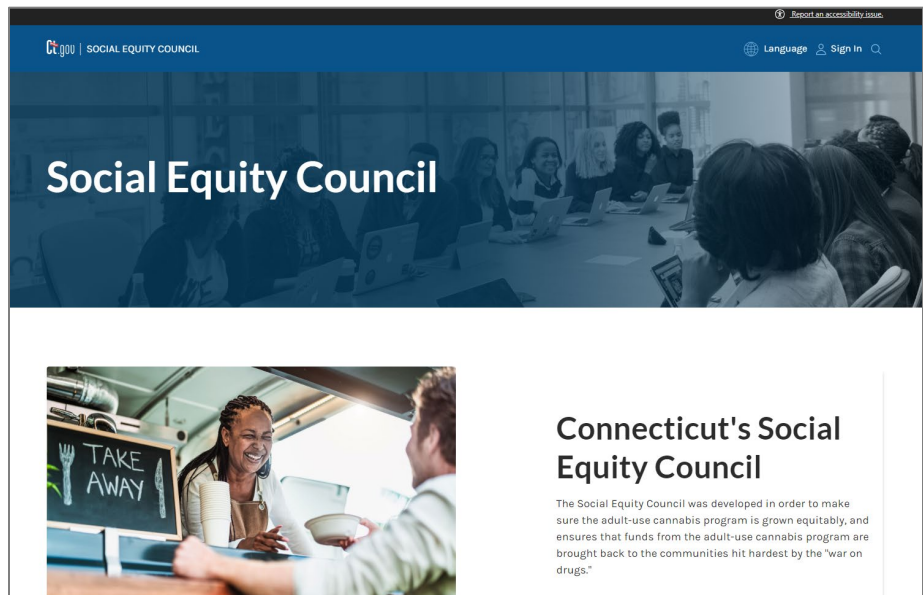 Report an accessibility issue.
Ct.gov | SOCIAL EQUITY COUNCIL
Language Sign In
Social Equity Council
TAKE
AWAY
Connecticut's Social
Equity Council
The Social Equity Council was developed in order to make
sure the adult-use cannabis program is grown equitably, and
ensures that funds from the adult-use cannabis program are
brought back to the communities hit hardest by the "war on
drugs."